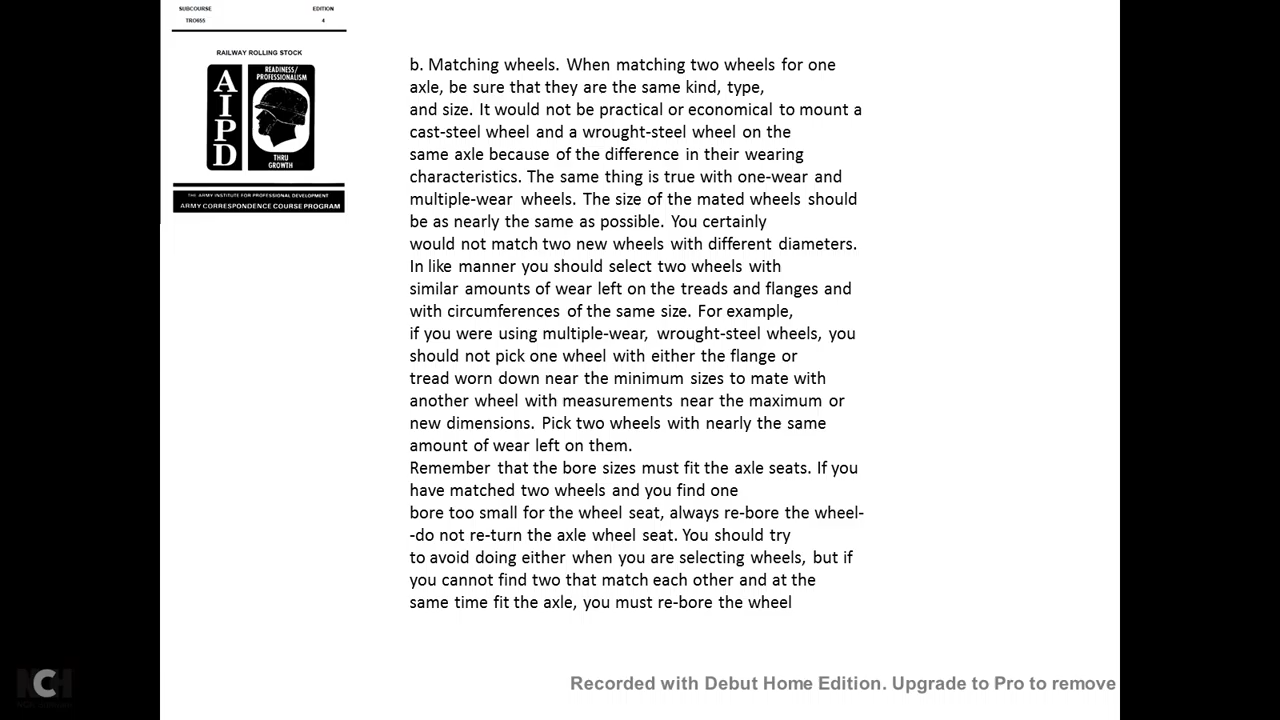 SUBCOURSE EDITION
TRO655 4
RAILWAY ROLLING STOCK
AIPD
READINESS/
PROFESSIONALISM
THRU
GROWTH
THE ARMY INSTITUTE FOR PROFESSIONAL DEVELOPMENT
ARMY CORRESPONDENCE COURSE PROGRAM
b. Matching wheels. When matching two wheels for one
axle, be sure that they are the same kind, type,
and size. It would not be practical or economical to mount a
cast-steel wheel and a wrought-steel wheel on the
same axle because of the difference in their wearing
characteristics. The same thing is true with one-wear and
multiple-wear wheels. The size of the mated wheels should
be as nearly the same as possible. You certainly
would not match two new wheels with different diameters.
In like manner you should select two wheels with
similar amounts of wear left on the treads and flanges and
with circumferences of the same size. For example,
if you were using multiple-wear, wrought-steel wheels, you
should not pick one wheel with either the flange or
tread worn down near the minimum sizes to mate with
another wheel with measurements near the maximum or
new dimensions. Pick two wheels with nearly the same
amount of wear left on them.
Remember that the bore sizes must fit the axle seats. If you
have matched two wheels and you find one
bore too small for the wheel seat, always re-bore the wheel-
-do not re-turn the axle wheel seat. You should try
to avoid doing either when you are selecting wheels, but if
you cannot find two that match each other and at the
same time fit the axle, you must re-bore the wheel
NCH
Recorded with Debut Home Edition. Upgrade to Pro to remove